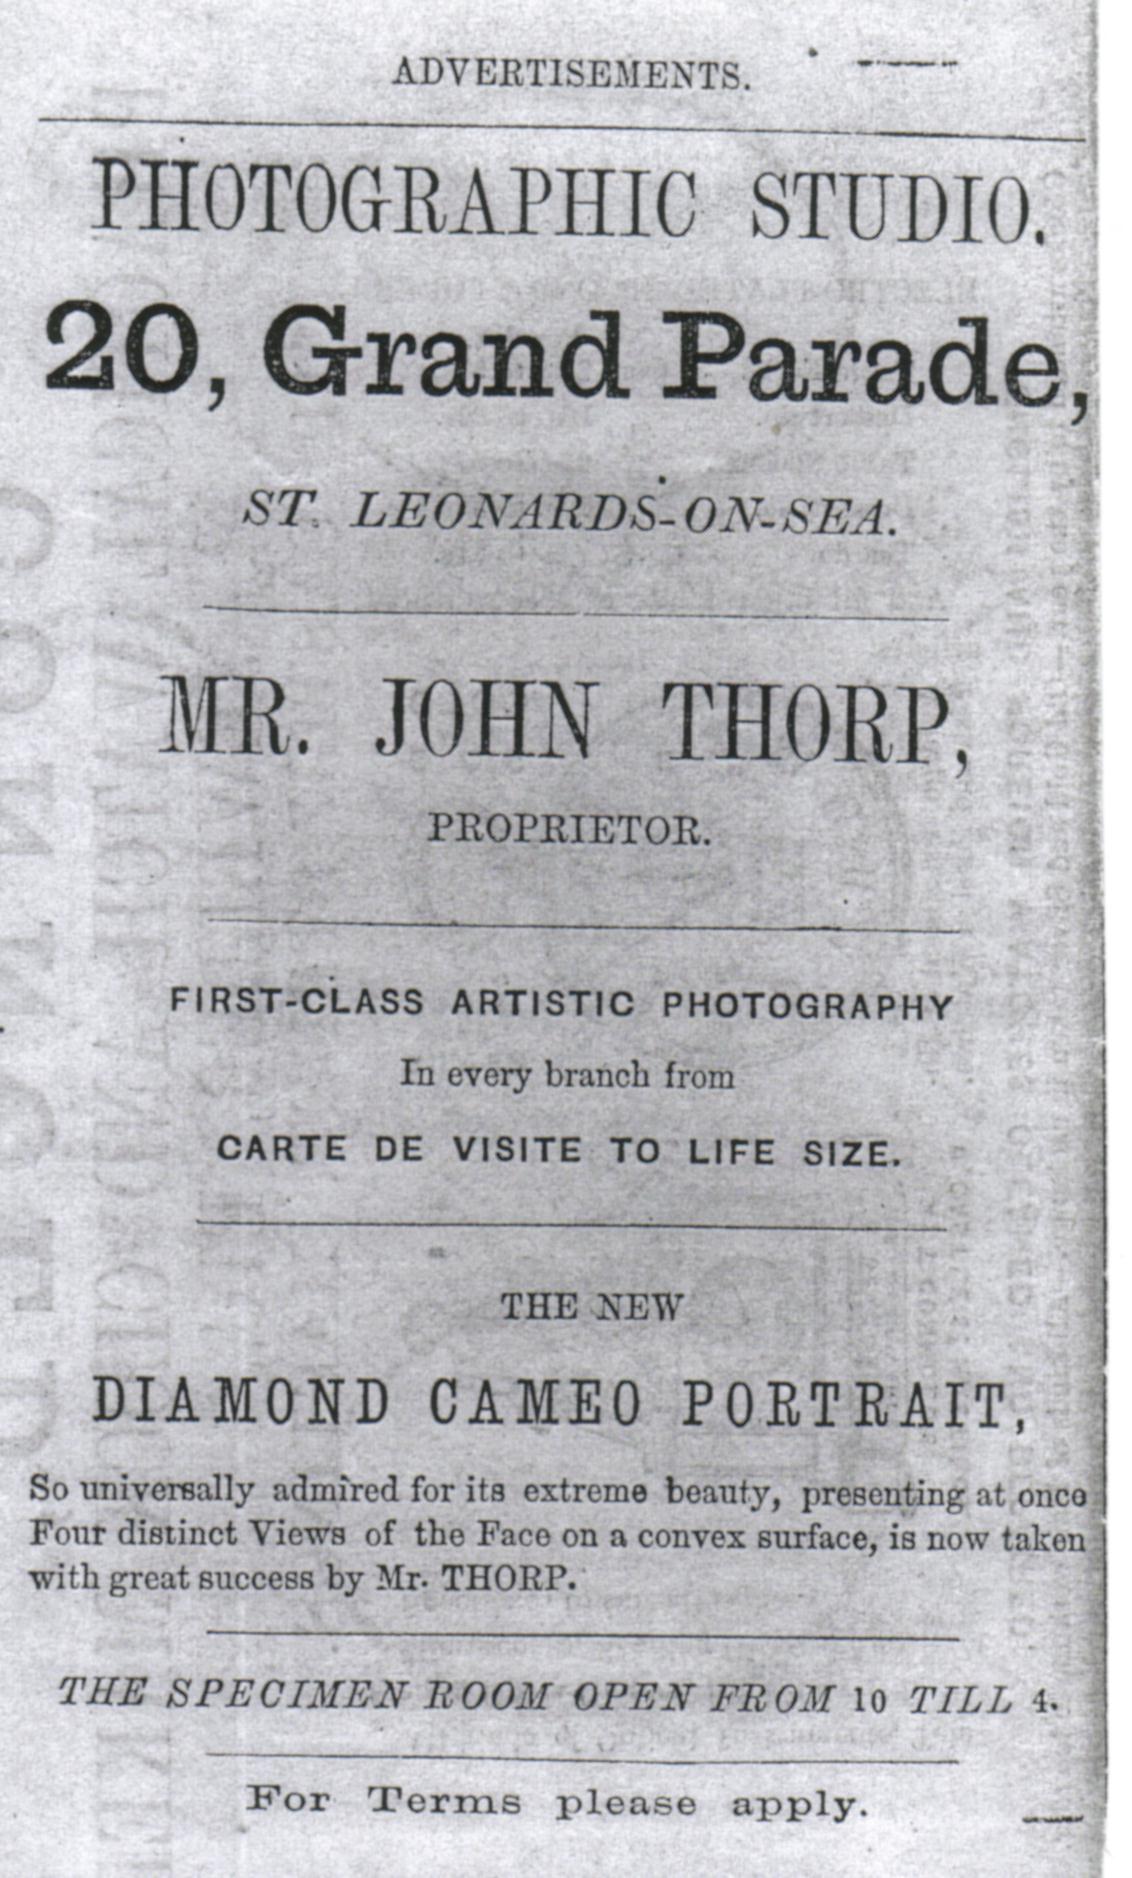 ADVERTISEMENTS.
PHOTOGRAPHIC STUDIO.
20, Grand Parade,
ST. LEONARDS-ON-SEA.
MR. JOHN THORP,
PROPRIETOR.
FIRST-CLASS ARTISTIC PHOTOGRAPHY
In every branch from
CARTE DE VISITE TO LIFE SIZE.
THE NEW
DIAMOND CAMEO PORTRAIT,
So universally admired for its extreme beauty, presenting at once
Four distinct Views of the Face on a convex surface, is now taken
with great success by Mr. THORP.
THE SPECIMEN ROOM OPEN FROM 10 TILL 4.
For Terms please apply.